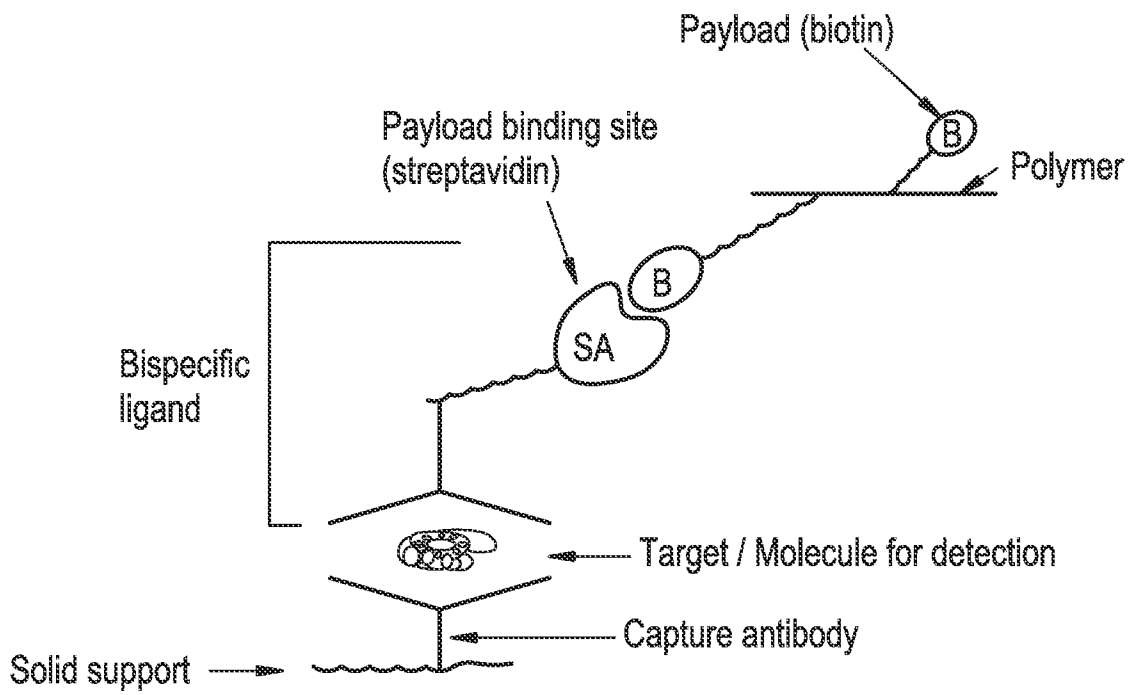 Payload (biotin)
B
Payload binding site
(streptavidin)
Polymer
B
SA
Bispecific
ligand
Target / Molecule for detection
Capture antibody
Solid support